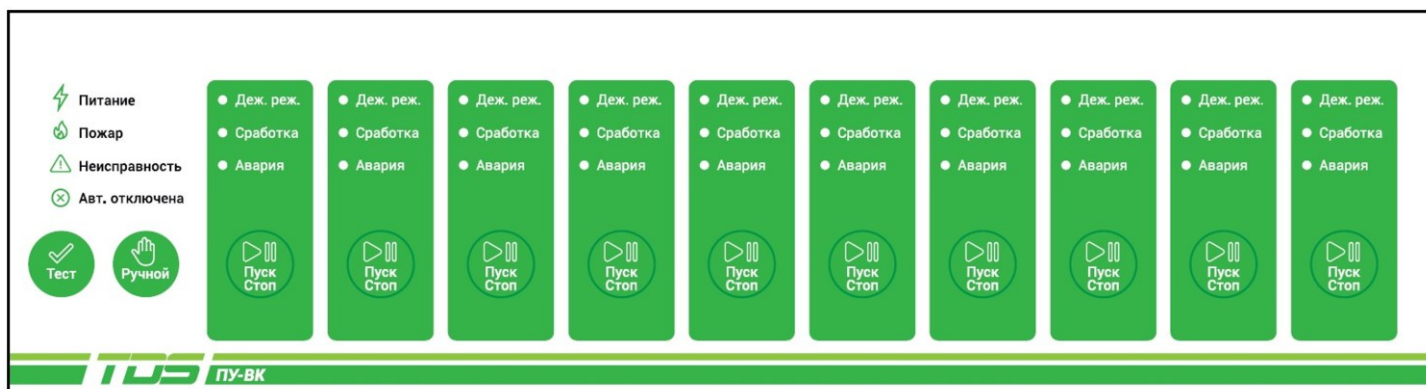 Питание
Пожар
Неисправность
Авт. отключена
Тест
Ручной
Деж. реж.
Сработка
Авария
Пуск
Стоп
Деж. реж.
Сработка
Авария
Пуск
Стоп
Деж. реж.
Сработка
Авария
Пуск
Стоп
Деж. реж.
Сработка
Авария
Пуск
Стоп
Деж. реж.
Сработка
Авария
Пуск
Стоп
Деж. реж.
Сработка
Авария
Пуск
Стоп
Деж. реж.
Сработка
Авария
Пуск
Стоп
Деж. реж.
Сработка
Авария
Пуск
Стоп
Деж. реж.
Сработка
Авария
Пуск
Стоп
Деж. реж.
Сработка
Авария
Пуск
Стоп
TDS ПУ-ВК